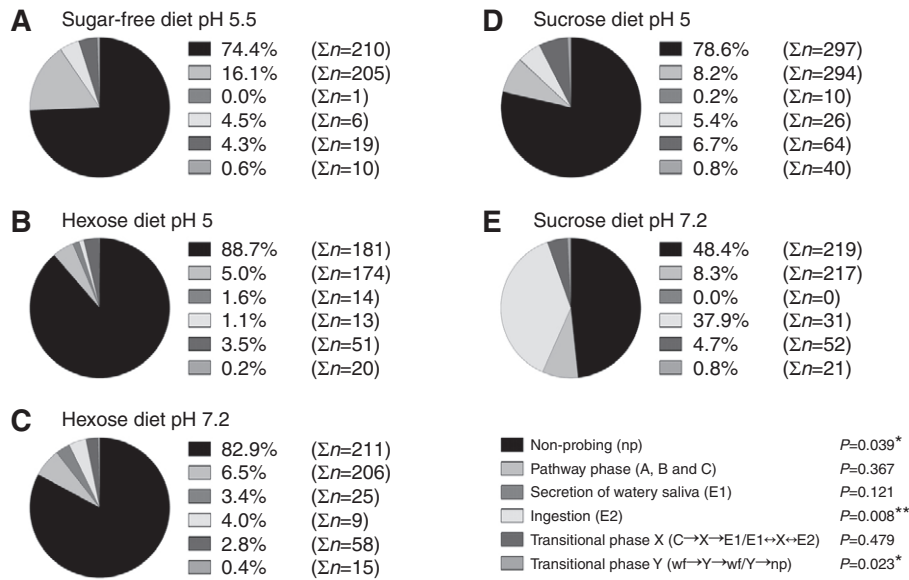 A Sugar-free diet pH 5.5
74.4% (Σn=210)
16.1% (Σn=205)
0.0% (Σn=1)
4.5% (Σn=6)
4.3% (Σn=19)
0.6% (Σn=10)
B Hexose diet pH 5
88.7% (Σn=181)
5.0% (Σn=174)
1.6% (Σn=14)
1.1% (Σn=13)
3.5% (Σn=51)
0.2% (Σn=20)
C Hexose diet pH 7.2
82.9% (Σn=211)
6.5% (Σn=206)
3.4% (Σn=25)
4.0% (Σn=9)
2.8% (Σn=58)
0.4% (Σn=15)
D Sucrose diet pH 5
78.6% (Σn=297)
8.2% (Σn=294)
0.2% (Σn=10)
5.4% (Σn=26)
6.7% (Σn=64)
0.8% (Σn=40)
E Sucrose diet pH 7.2
48.4% (Σn=219)
8.3% (Σn=217)
0.0% (Σn=0)
37.9% (Σn=31)
4.7% (Σn=52)
0.8% (Σn=21)
Non-probing (np) P=0.039*
Pathway phase (A, B and C) P=0.367
Secretion of watery saliva (E1) P=0.121
Ingestion (E2) P=0.008**
Transitional phase X (C→X→E1/E1↔X↔E2) P=0.479
Transitional phase Y (wf→Y→wf/Y→np) P=0.023*